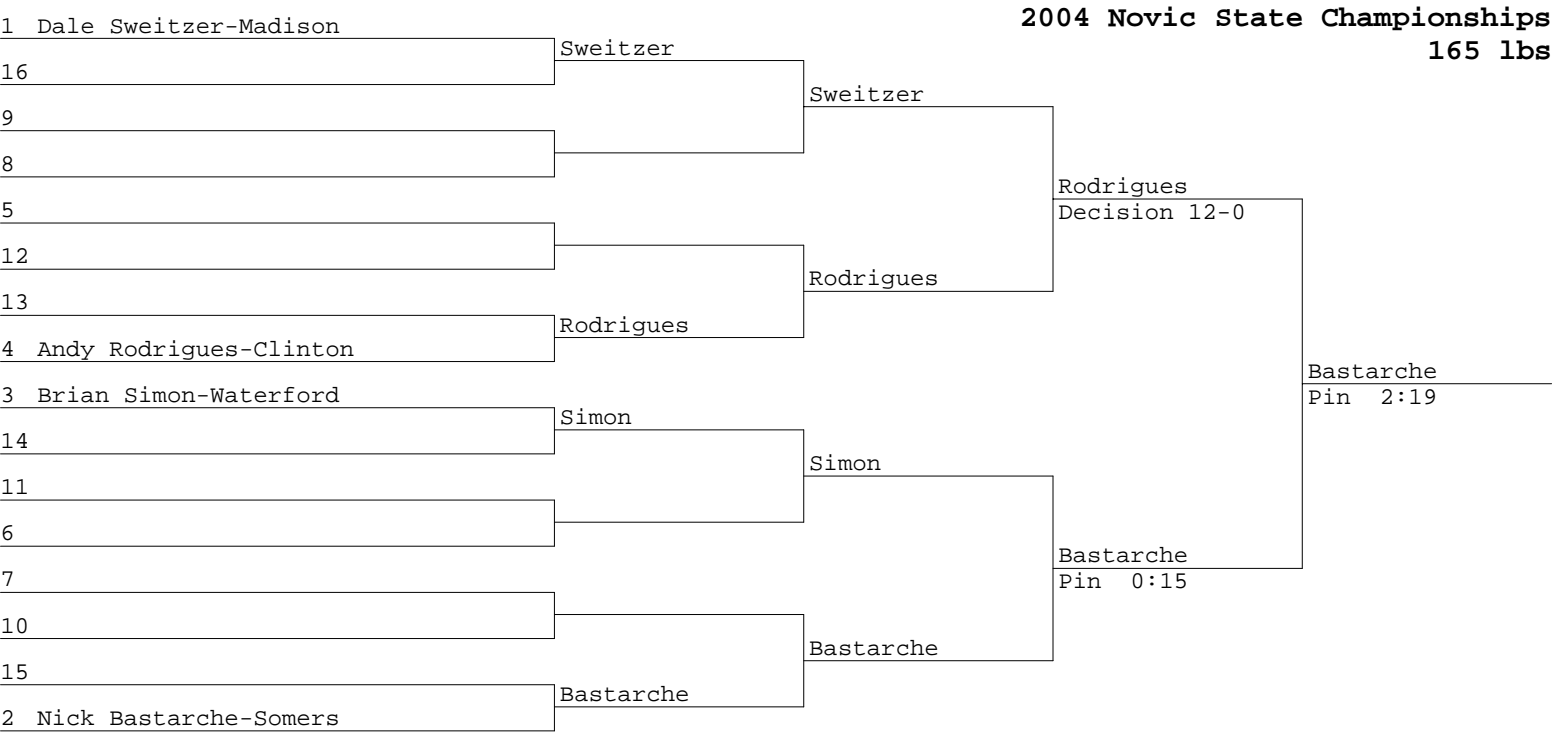 2004 Novic State Championships
165 lbs
1 Dale Sweitzer-Madison
16
9
8
5
12
13
4 Andy Rodrigues-Clinton
3 Brian Simon-Waterford
14
11
6
7
10
15
2 Nick Bastarche-Somers
Sweitzer
Rodrigues
Simon
Bastarche
Sweitzer
Rodrigues
Simon
Bastarche
Rodrigues
Decision 12-0
Bastarche
Pin 0:15
Bastarche
Pin 2:19